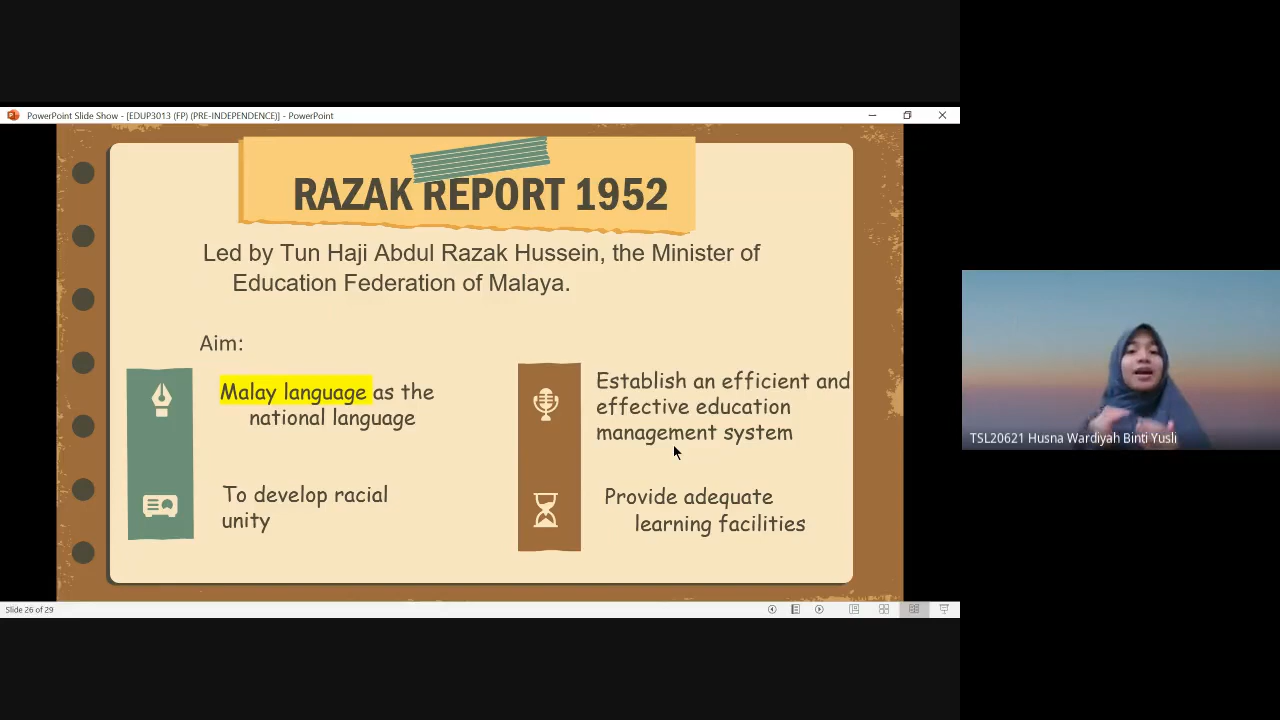 PowerPoint Slide Show - [EDUP3013 (FP) (PRE-INDEPENDENCE)] - PowerPoint
RAZAK REPORT 1952
Led by Tun Haji Abdul Razak Hussein, the Minister of
Education Federation of Malaya.
Aim:
Malay language as the
national language
To develop racial
unity
Establish an efficient and
effective education
management system
Provide adequate
learning facilities
TSL20621 Husna Wardiyah Binti Yusli
Slide 26 of 29